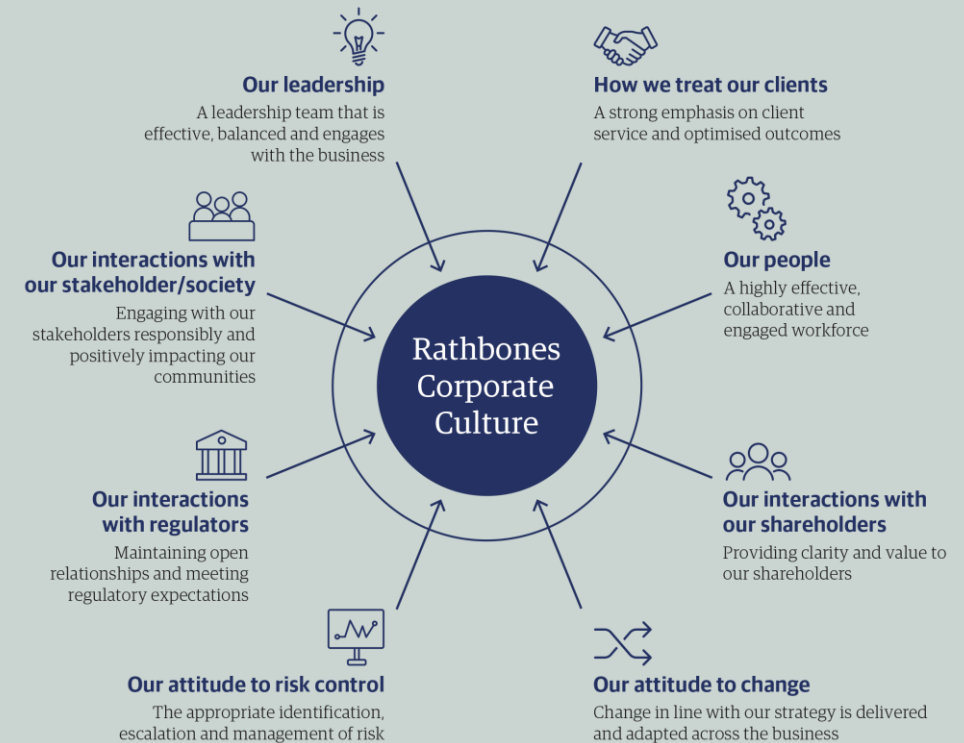 Our leadership
A leadership team that is
effective, balanced and engages
with the business
How we treat our clients
A strong emphasis on client
service and optimised outcomes
Our interactions with
our stakeholder/society
Engaging with our
stakeholders responsibly and
positively impacting our
communities
Our people
A highly effective,
collaborative and
engaged workforce
Rathbones
Corporate
Culture
Our interactions
with regulators
Maintaining open
relationships and meeting
regulatory expectations
Our interactions with
our shareholders
Providing clarity and value to
our shareholders
Our attitude to risk control
The appropriate identification,
escalation and management of risk
Our attitude to change
Change in line with our strategy is delivered
and adapted across the business